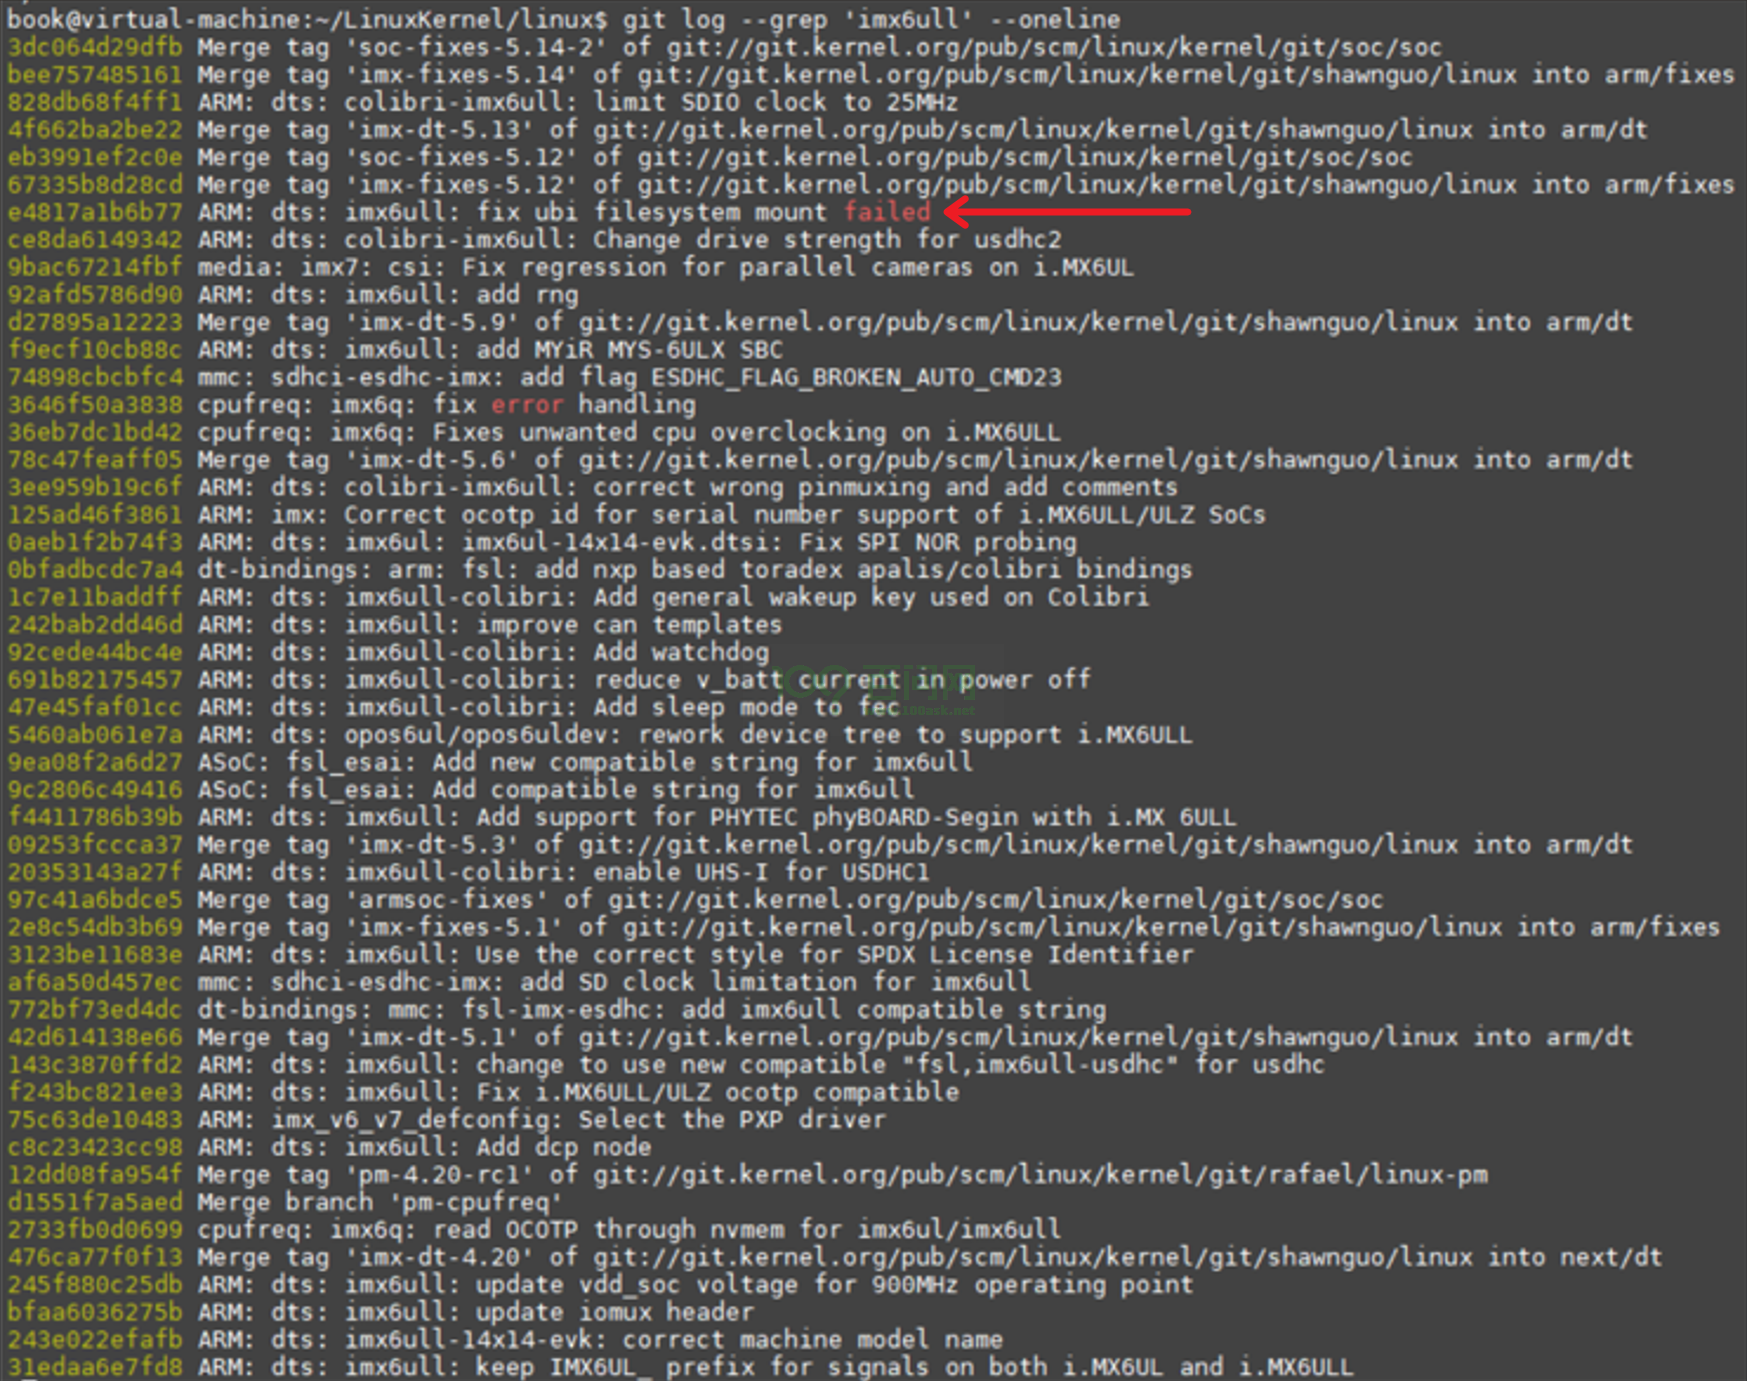 book@virtual-machine:~/LinuxKernel/linux$ git log --grep 'imx6ull' --oneline
3dc064d29dfb Merge tag 'soc-fixes-5.14-2' of git://git.kernel.org/pub/scm/linux/kernel/git/soc/soc
bee757485161 Merge tag 'imx-fixes-5.14' of git://git.kernel.org/pub/scm/linux/kernel/git/shawnguo/linux into arm/fixes
828db68f4ff1 ARM: dts: colibri-imx6ull: limit SDIO clock to 25MHz
4f662ba2be22 Merge tag 'imx-dt-5.13' of git://git.kernel.org/pub/scm/linux/kernel/git/shawnguo/linux into arm/dt
eb3991ef2c0e Merge tag 'soc-fixes-5.12' of git://git.kernel.org/pub/scm/linux/kernel/git/soc/soc
67335b8d28cd Merge tag 'imx-fixes-5.12' of git://git.kernel.org/pub/scm/linux/kernel/git/shawnguo/linux into arm/fixes
e4817a1b6b77 ARM: dts: imx6ull: fix ubi filesystem mount failed
ce8da6149342 ARM: dts: colibri-imx6ull: Change drive strength for usdhc2
9bac67214fbf media: imx7: csi: Fix regression for parallel cameras on i.MX6UL
92afd5786d90 ARM: dts: imx6ull: add rng
d27895a12223 Merge tag 'imx-dt-5.9' of git://git.kernel.org/pub/scm/linux/kernel/git/shawnguo/linux into arm/dt
f9ecf10cb88c ARM: dts: imx6ull: add MYiR MYS-6ULX SBC
74898cbcbfc4 mmc: sdhci-esdhc-imx: add flag ESDHC_FLAG_BROKEN_AUTO_CMD23
3646f50a3838 cpufreq: imx6q: fix error handling
36eb7dc1bd42 cpufreq: imx6q: Fixes unwanted cpu overclocking on i.MX6ULL
78c47feaff05 Merge tag 'imx-dt-5.6' of git://git.kernel.org/pub/scm/linux/kernel/git/shawnguo/linux into arm/dt
3ee959b19c6f ARM: dts: colibri-imx6ull: correct wrong pinmuxing and add comments
125ad46f3861 ARM: imx: Correct ocotp id for serial number support of i.MX6ULL/ULZ SoCs
0aeb1f2b74f3 ARM: dts: imx6ul: imx6ul-14x14-evk.dtsi: Fix SPI NOR probing
0bfadbcdc7a4 dt-bindings: arm: fsl: add nxp based toradex apalis/colibri bindings
1c7e11baddff ARM: dts: imx6ull-colibri: Add general wakeup key used on Colibri
242bab2dd46d ARM: dts: imx6ull: improve can templates
92cede44bc4e ARM: dts: imx6ull-colibri: Add watchdog
691b82175457 ARM: dts: imx6ull-colibri: reduce v_batt current in power off
47e45faf01cc ARM: dts: imx6ull-colibri: Add sleep mode to fec
5460ab061e7a ARM: dts: opos6ul/opos6uldev: rework device tree to support i.MX6ULL
9ea08f2a6d27 ASoC: fsl_esai: Add new compatible string for imx6ull
9c2806c49416 ASoC: fsl_esai: Add compatible string for imx6ull
f4411786b39b ARM: dts: imx6ull: Add support for PHYTEC phyBOARD-Segin with i.MX 6ULL
09253fccca37 Merge tag 'imx-dt-5.3' of git://git.kernel.org/pub/scm/linux/kernel/git/shawnguo/linux into arm/dt
20353143a27f ARM: dts: imx6ull-colibri: enable UHS-I for USDHC1
97c41a6bdce5 Merge tag 'armsoc-fixes' of git://git.kernel.org/pub/scm/linux/kernel/git/soc/soc
2e8c54db3b69 Merge tag 'imx-fixes-5.1' of git://git.kernel.org/pub/scm/linux/kernel/git/shawnguo/linux into arm/fixes
3123be11683e ARM: dts: imx6ull: Use the correct style for SPDX License Identifier
af6a50d457ec mmc: sdhci-esdhc-imx: add SD clock limitation for imx6ull
772bf73ed4dc dt-bindings: mmc: fsl-imx-esdhc: add imx6ull compatible string
42d614138e66 Merge tag 'imx-dt-5.1' of git://git.kernel.org/pub/scm/linux/kernel/git/shawnguo/linux into arm/dt
143c3870ffd2 ARM: dts: imx6ull: change to use new compatible "fsl,imx6ull-usdhc" for usdhc
f243bc821ee3 ARM: dts: imx6ull: Fix i.MX6ULL/ULZ ocotp compatible
75c63de10483 ARM: imx_v6_v7_defconfig: Select the PXP driver
c8c23423cc98 ARM: dts: imx6ull: Add dcp node
12dd08fa954f Merge tag 'pm-4.20-rc1' of git://git.kernel.org/pub/scm/linux/kernel/git/rafael/linux-pm
d1551f7a5aed Merge branch 'pm-cpufreq'
2733fb0d0699 cpufreq: imx6q: read OCOTP through nvmem for imx6ul/imx6ull
476ca77f0f13 Merge tag 'imx-dt-4.20' of git://git.kernel.org/pub/scm/linux/kernel/git/shawnguo/linux into next/dt
245f880c25db ARM: dts: imx6ull: update vdd_soc voltage for 900MHz operating point
bfaa6036275b ARM: dts: imx6ull: update iomux header
243e022efafb ARM: dts: imx6ull-14x14-evk: correct machine model name
31edaa6e7fd8 ARM: dts: imx6ull: keep IMX6UL_ prefix for signals on both i.MX6UL and i.MX6ULL